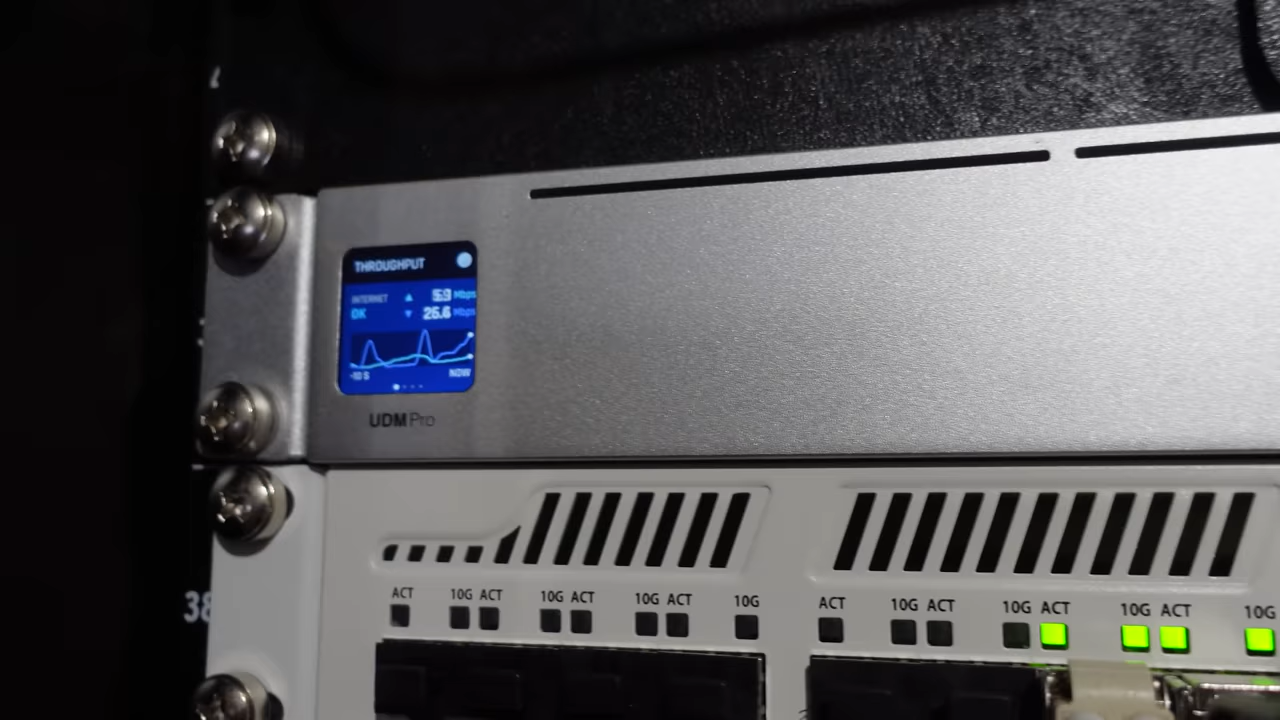 THROUGHPUT
INTERNET ▲ 5.9 Mbps
OK ▼ 26.6 Mbps
-10 S NOW
UDM Pro
ACT 10G ACT 10G ACT 10G ACT 10G ACT 10G ACT 10G ACT 10G ACT 10G
38